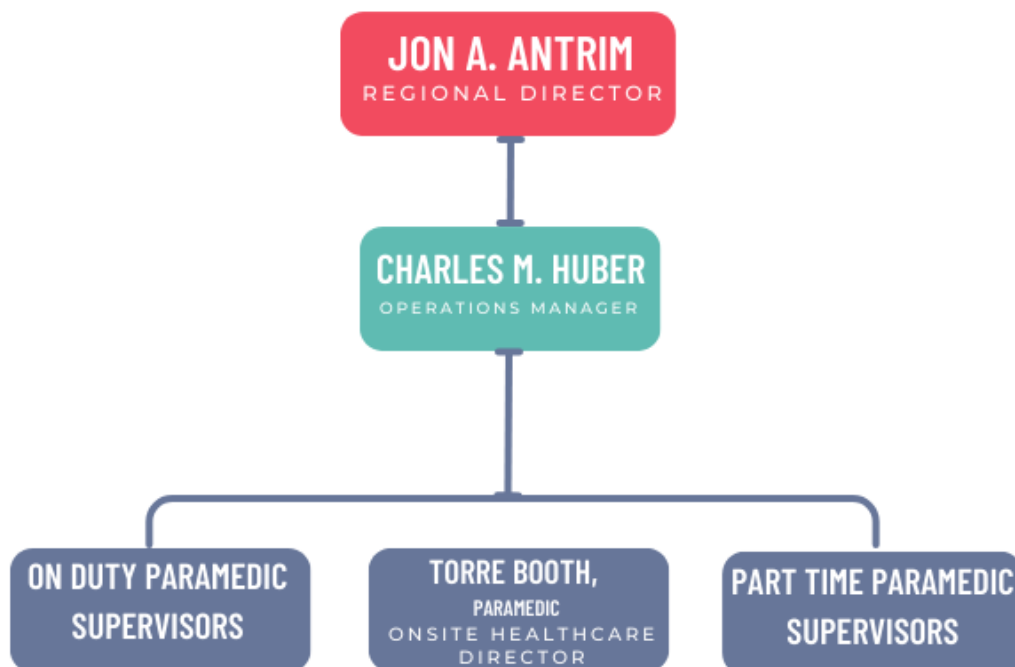 JON A. ANTRIM
REGIONAL DIRECTOR
CHARLES M. HUBER
OPERATIONS MANAGER
ON DUTY PARAMEDIC
SUPERVISORS
TORRE BOOTH,
PARAMEDIC
ONSITE HEALTHCARE
DIRECTOR
PART TIME PARAMEDIC
SUPERVISORS